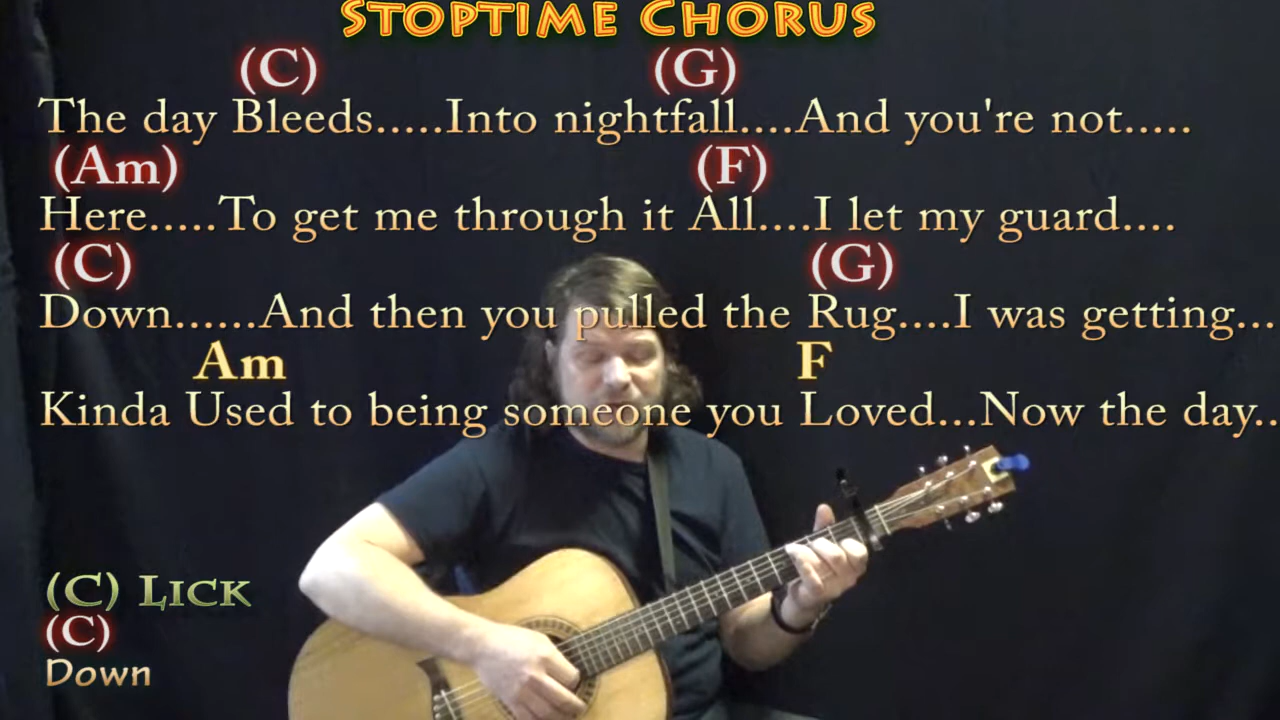 STOPTIME CHORUS
(C) (G)
The day Bleeds.....Into nightfall....And you're not.....
(Am) (F)
Here.....To get me through it All....I let my guard....
(C) (G)
Down......And then you pulled the Rug....I was getting...
Am F
Kinda Used to being someone you Loved...Now the day..
(C) LICK
(C)
Down